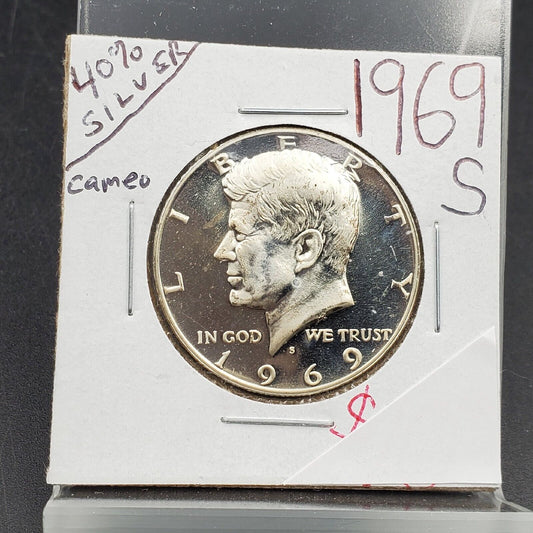 40%
SILVER
cameo
1969
S
LIBERTY
IN GOD WE TRUST
S
1969
$